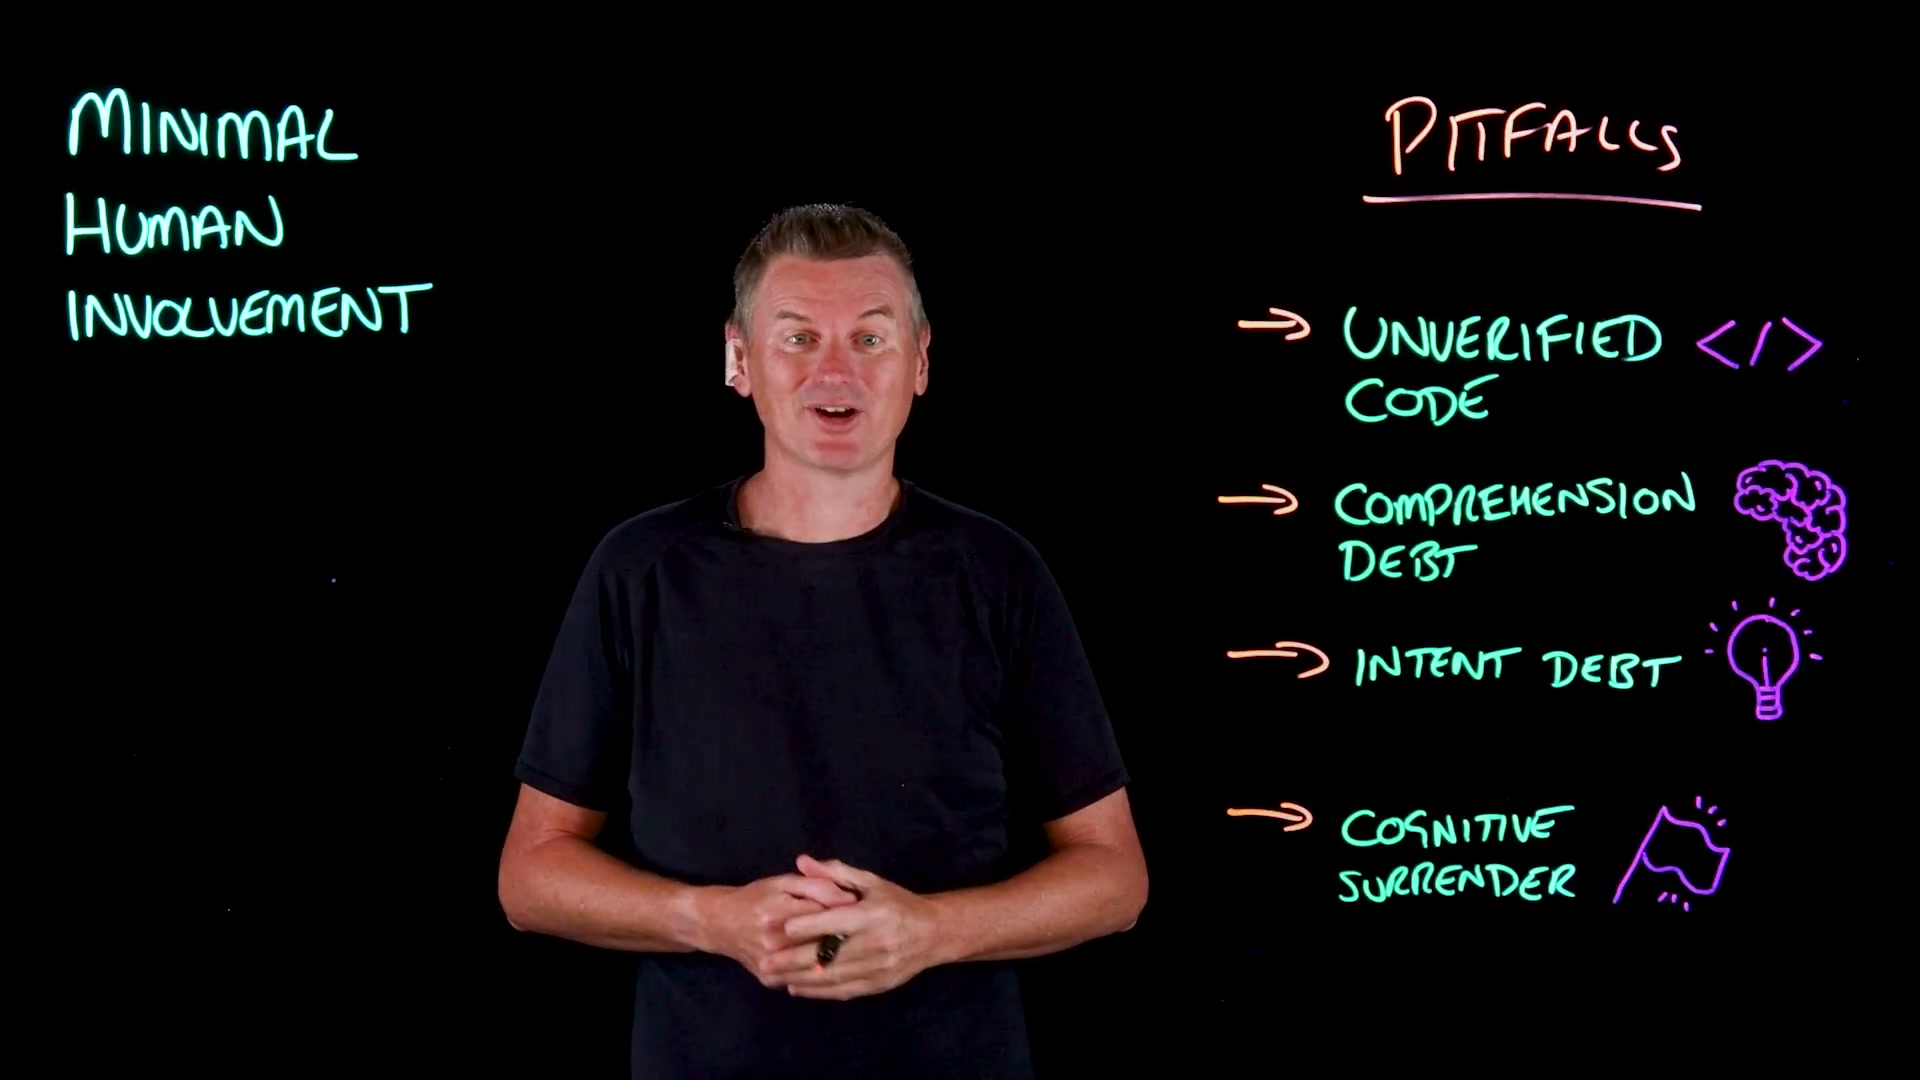 MINIMAL
HUMAN
INVOLVEMENT
PITFALLS
→ UNVERIFIED </>
CODE
→ COMPREHENSION
DEBT
→ INTENT DEBT
→ COGNITIVE
SURRENDER